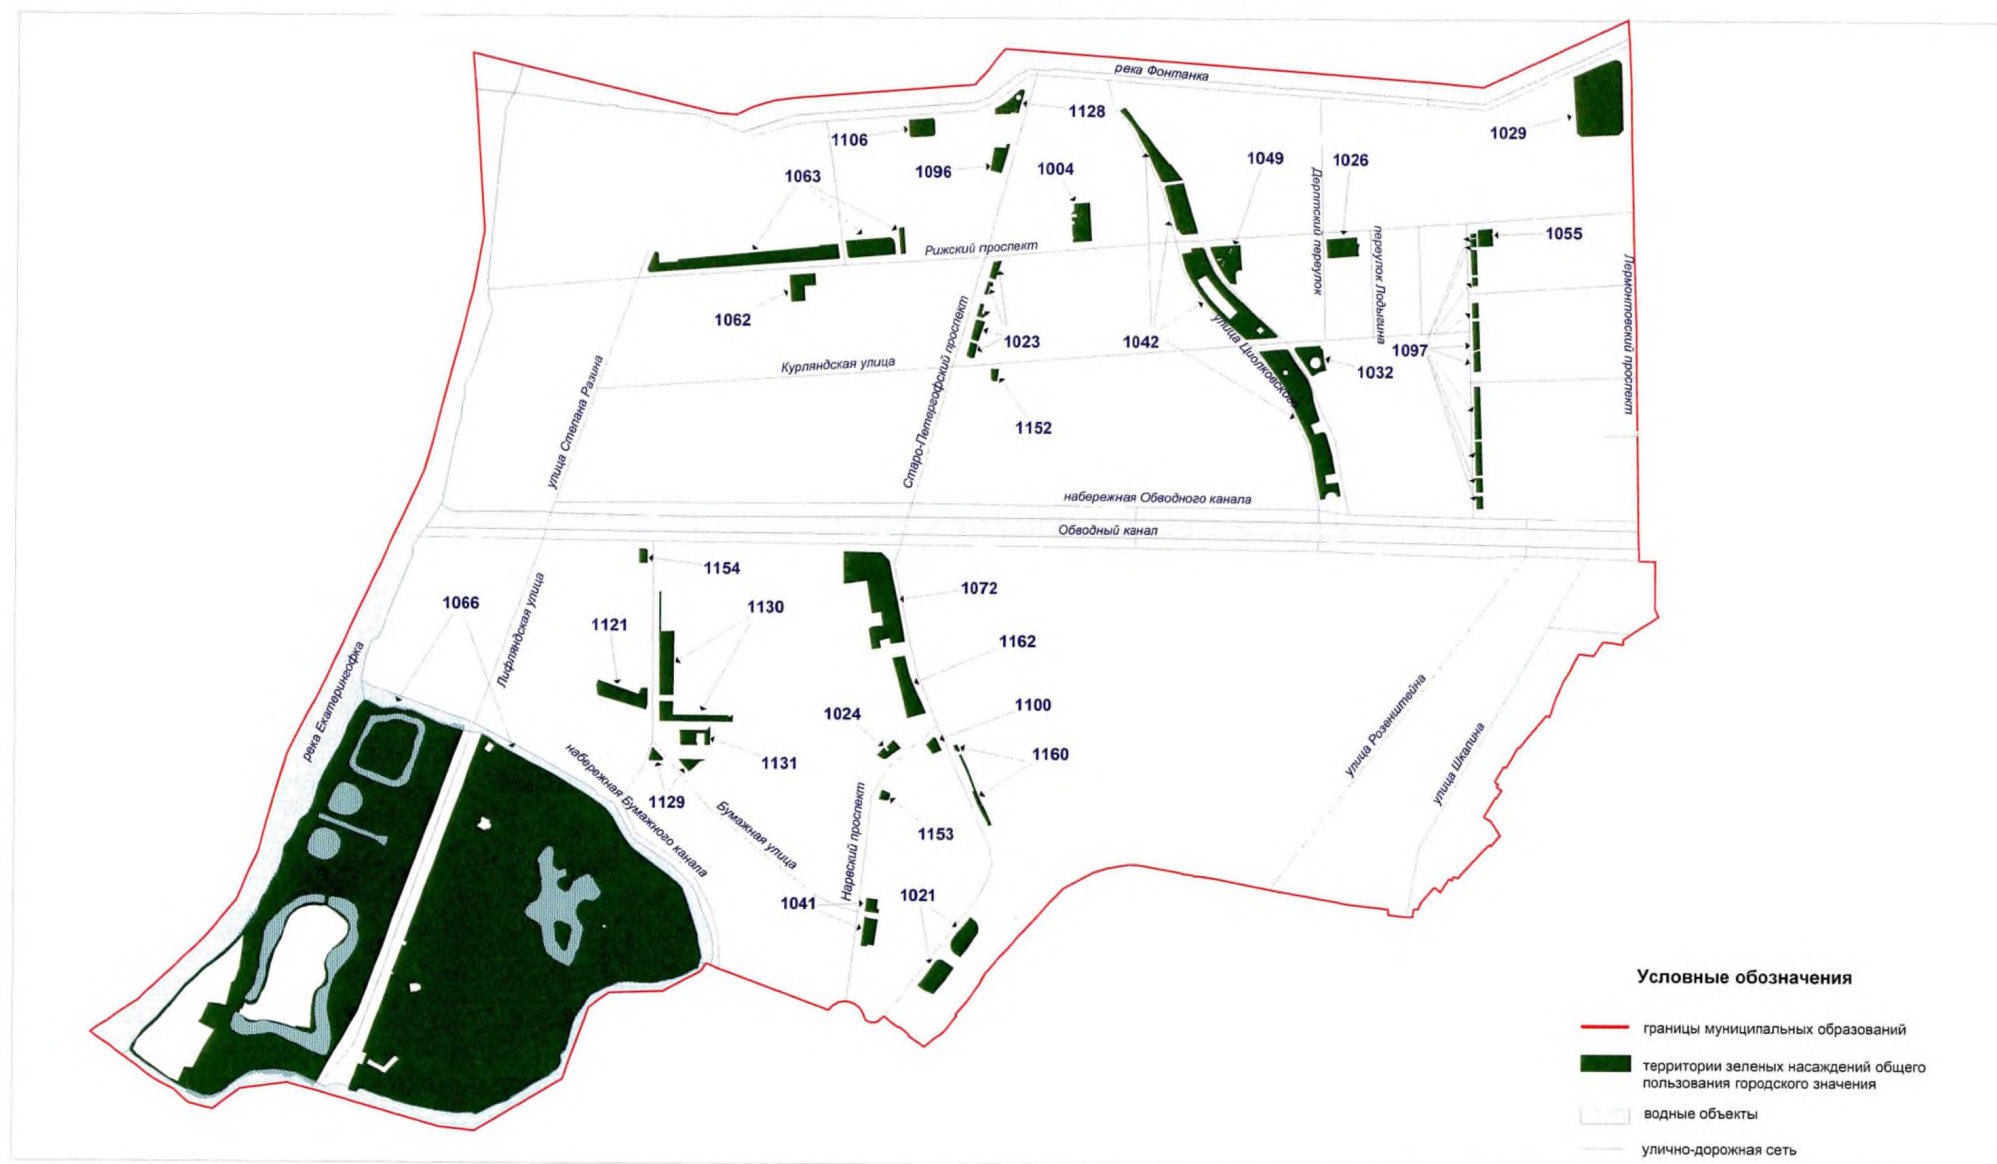 река Фонтанка
1128
1106
1029
1096
1004
1049
1026
1063
Дерптский переулок
переулок Лодыгина
1055
Рижский проспект
Лермонтовский проспект
1062
1023
1042
улица Циолковского
1097
Старо-Петергофский проспект
Курляндская улица
1032
улица Степана Разина
1152
набережная Обводного канала
Обводный канал
1154
1072
1066
1130
1121
1162
Лифляндская улица
река Екатерингофка
1024
1100
1160
1131
1129
набережная Бумажного канала
Бумажная улица
Нарвский проспект
1153
улица Розенштейна
улица Шкапина
1041
1021
Условные обозначения
границы муниципальных образований
территории зеленых насаждений общего
пользования городского значения
водные объекты
улично-дорожная сеть